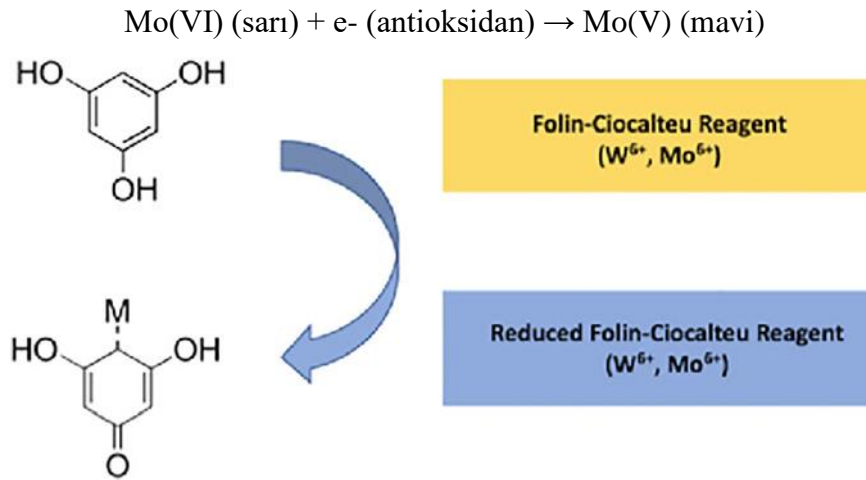 Mo(VI) (sarı) + e- (antioksidan) → Mo(V) (mavi)
HO OH
OH
Folin-Ciocalteu Reagent
(W⁶⁺, Mo⁶⁺)
M
HO OH
O
Reduced Folin-Ciocalteu Reagent
(W⁶⁺, Mo⁶⁺)